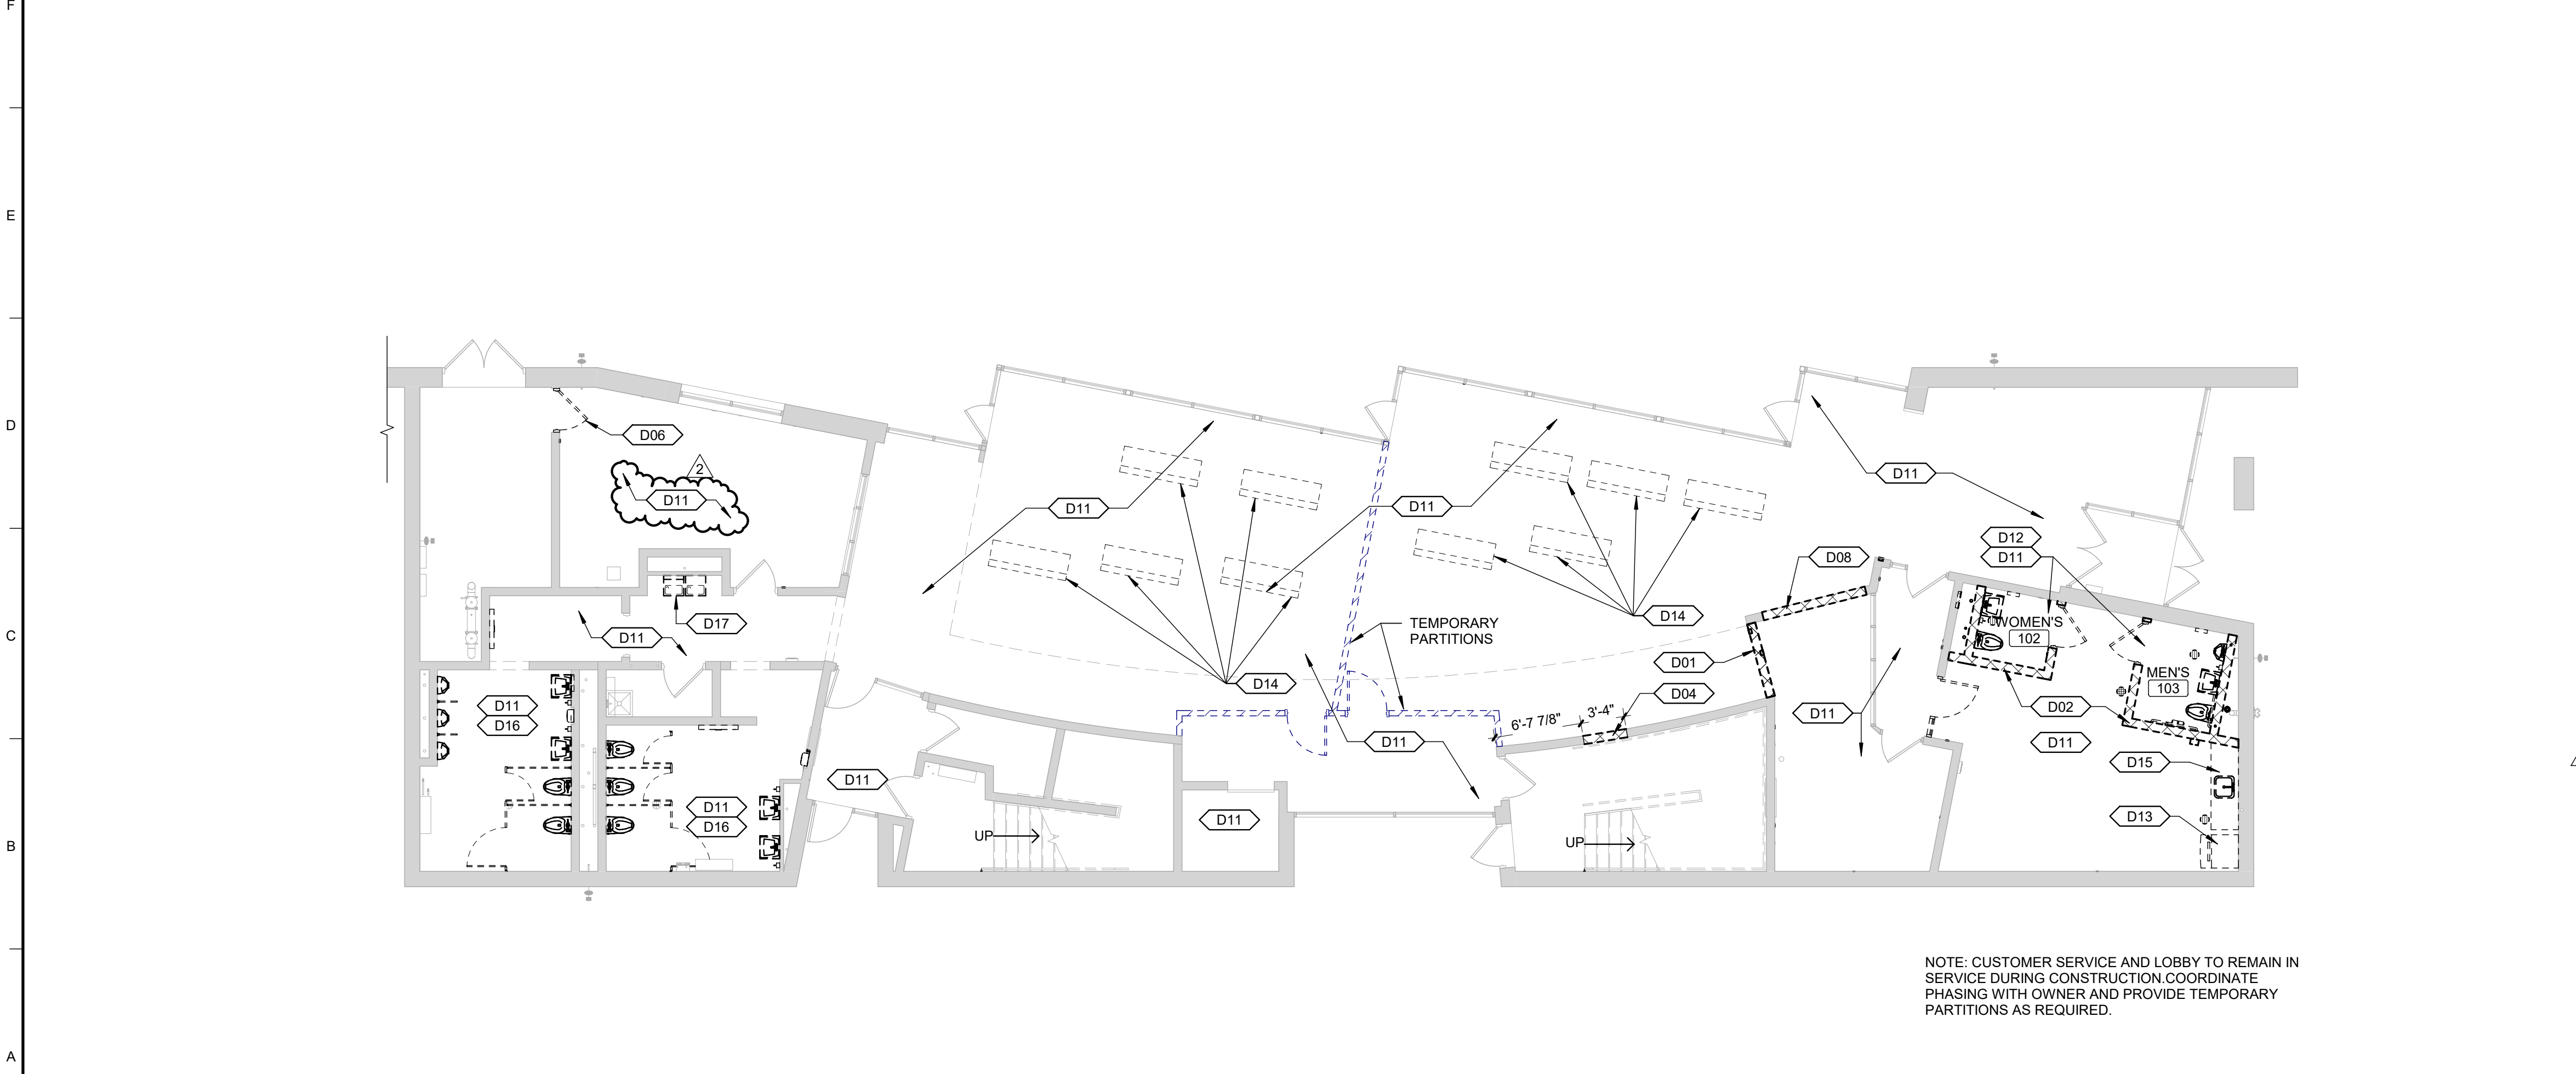 F
E
D
C
B
A
D06
2
D11
D11
D17
D11
D16
D11
D16
D11
UP
D11
D11
D14
TEMPORARY
PARTITIONS
D11
D11
D14
D01
D04
6'-7 7/8"
3'-4"
UP
D08
D11
D11
D12
D11
WOMEN'S
102
MEN'S
103
D02
D11
D15
D13
NOTE: CUSTOMER SERVICE AND LOBBY TO REMAIN IN
SERVICE DURING CONSTRUCTION.COORDINATE
PHASING WITH OWNER AND PROVIDE TEMPORARY
PARTITIONS AS REQUIRED.